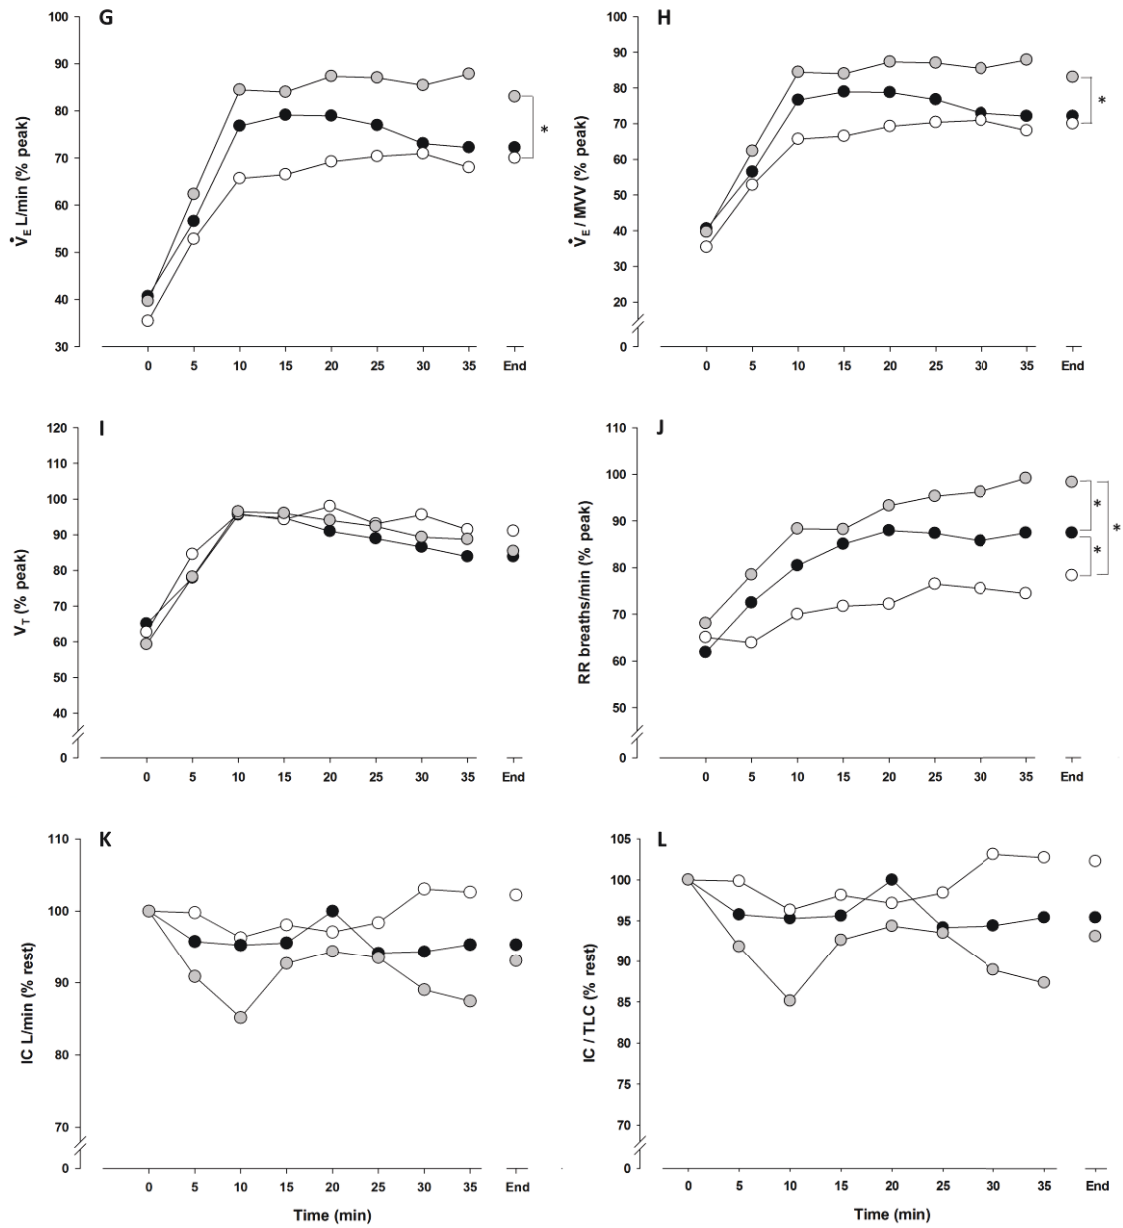 G
100
90
80
70
60
50
40
30
V̇E L/min (% peak)
*
0 5 10 15 20 25 30 35 End
H
100
90
80
70
60
50
40
30
20
0
V̇E / MVV (% peak)
*
0 5 10 15 20 25 30 35 End
I
120
110
100
90
80
70
60
50
40
0
VT (% peak)
0 5 10 15 20 25 30 35 End
J
110
100
90
80
70
60
50
0
RR breaths/min (% peak)
*
*
*
0 5 10 15 20 25 30 35 End
K
110
100
90
80
70
0
IC L/min (% rest)
0 5 10 15 20 25 30 35 End
Time (min)
L
105
100
95
90
85
80
75
70
0
IC / TLC (% rest)
0 5 10 15 20 25 30 35 End
Time (min)